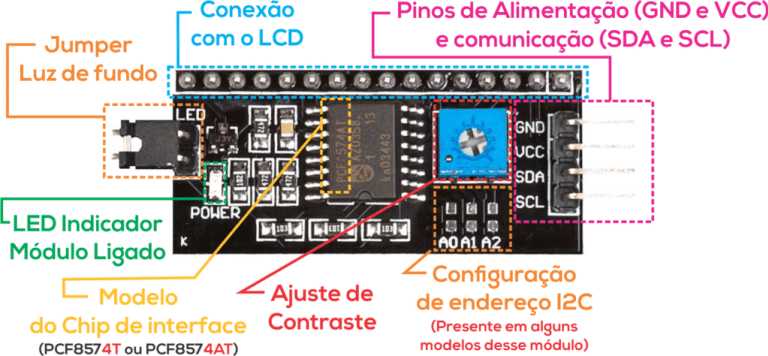 Conexão
com o LCD
Pinos de Alimentação (GND e VCC)
e comunicação (SDA e SCL)
Jumper
Luz de fundo
LED
GND
VCC
SDA
SCL
PCF8574AT
POWER
K
A0 A1 A2
LED Indicador
Módulo Ligado
Modelo
do Chip de interface
(PCF8574T ou PCF8574AT)
Ajuste de
Contraste
Configuração
de endereço I2C
(Presente em alguns
modelos desse módulo)